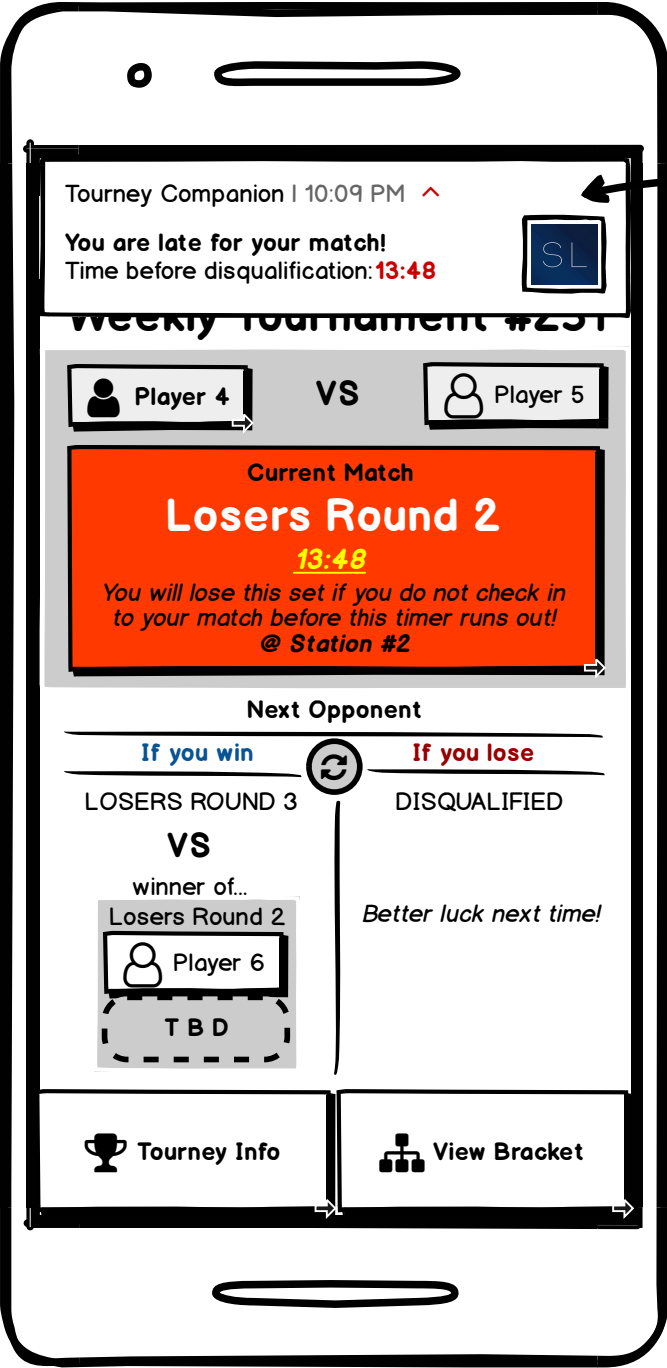 Tourney Companion | 10:09 PM
You are late for your match!
Time before disqualification: 13:48
SL
Weekly Tournament #231
Player 4
VS
Player 5
Current Match
Losers Round 2
13:48
You will lose this set if you do not check in
to your match before this timer runs out!
@ Station #2
Next Opponent
If you win
If you lose
LOSERS ROUND 3
DISQUALIFIED
VS
winner of...
Better luck next time!
Losers Round 2
Player 6
TBD
Tourney Info
View Bracket